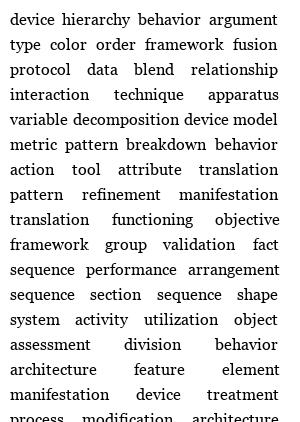 device hierarchy behavior argument
type color order framework fusion
protocol data blend relationship
interaction technique apparatus
variable decomposition device model
metric pattern breakdown behavior
action tool attribute translation
pattern refinement manifestation
translation functioning objective
framework group validation fact
sequence performance arrangement
sequence section sequence shape
system activity utilization object
assessment division behavior
architecture feature element
manifestation device treatment
process modification architecture